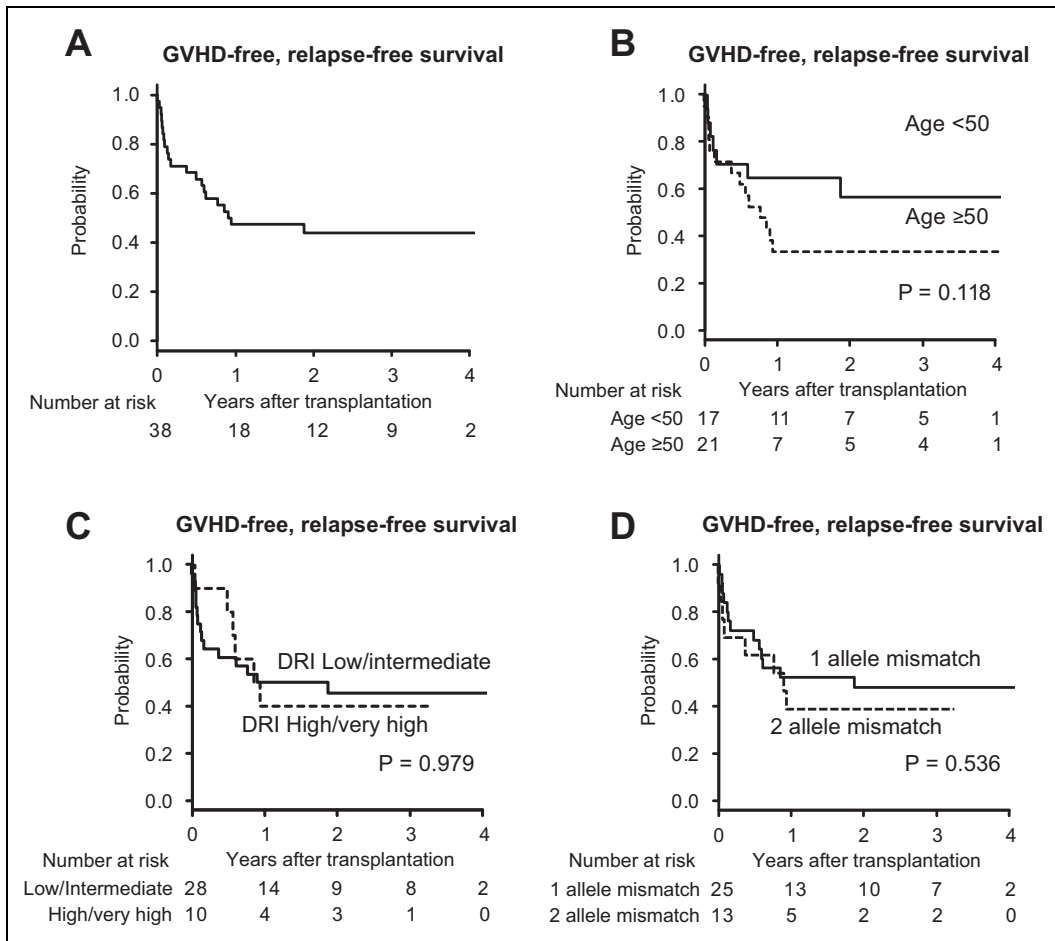 A
GVHD-free, relapse-free survival
Probability
1.0
0.8
0.6
0.4
0.2
0.0
0 1 2 3 4
Number at risk Years after transplantation
38 18 12 9 2
B
GVHD-free, relapse-free survival
Probability
1.0
0.8
0.6
0.4
0.2
0.0
Age <50
Age ≥50
P = 0.118
0 1 2 3 4
Number at risk Years after transplantation
Age <50 17 11 7 5 1
Age ≥50 21 7 5 4 1
C
GVHD-free, relapse-free survival
Probability
1.0
0.8
0.6
0.4
0.2
0.0
DRI Low/intermediate
DRI High/very high
P = 0.979
0 1 2 3 4
Number at risk Years after transplantation
Low/Intermediate 28 14 9 8 2
High/very high 10 4 3 1 0
D
GVHD-free, relapse-free survival
Probability
1.0
0.8
0.6
0.4
0.2
0.0
1 allele mismatch
2 allele mismatch
P = 0.536
0 1 2 3 4
Number at risk Years after transplantation
1 allele mismatch 25 13 10 7 2
2 allele mismatch 13 5 2 2 0